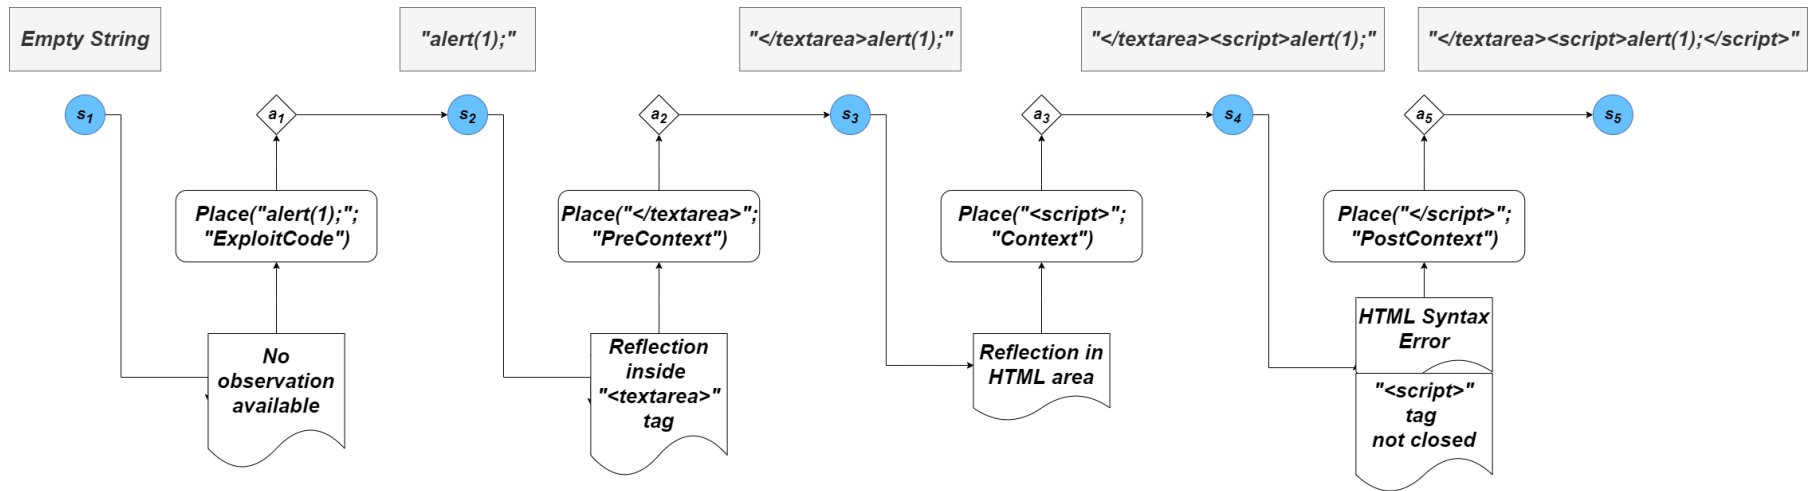 Empty String
"alert(1);"
"</textarea>alert(1);"
"</textarea><script>alert(1);"
"</textarea><script>alert(1);</script>"
s1
a1
s2
a2
s3
a3
s4
a5
s5
Place("alert(1);";
"ExploitCode")
Place("</textarea>";
"PreContext")
Place("<script>";
"Context")
Place("</script>";
"PostContext")
No
observation
available
Reflection
inside
"<textarea>"
tag
Reflection in
HTML area
HTML Syntax
Error
"<script>"
tag
not closed